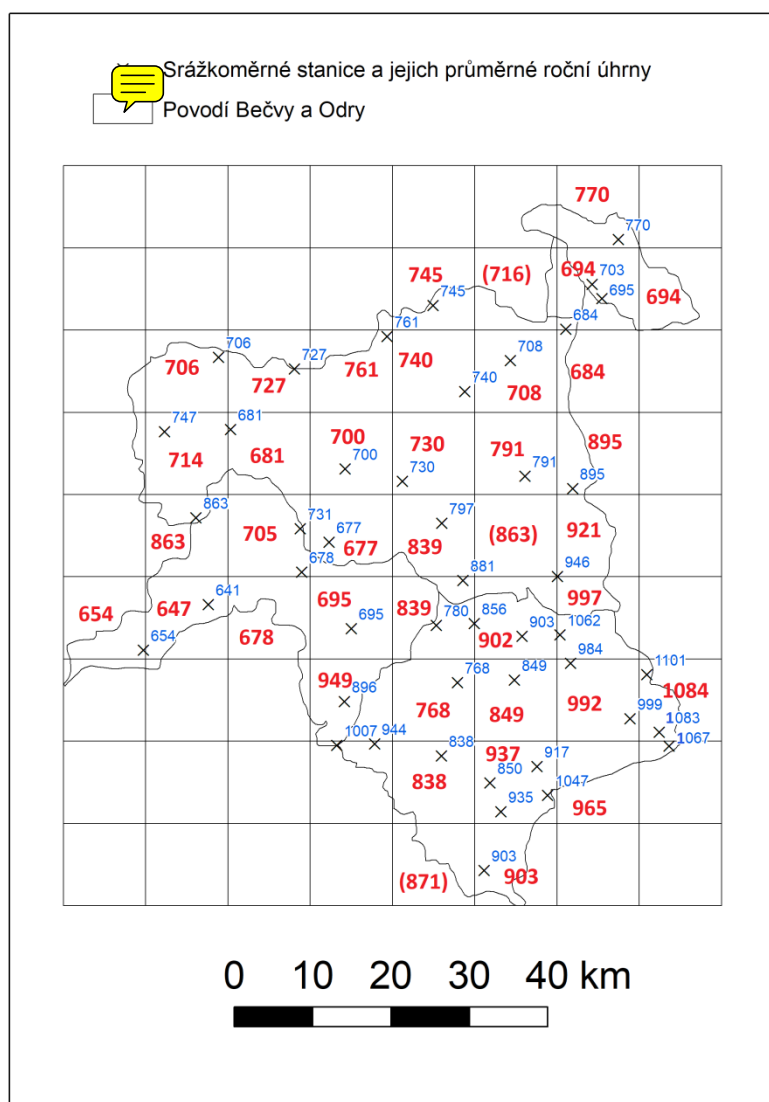 Srážkoměrné stanice a jejich průměrné roční úhrny
Povodí Bečvy a Odry
770
770
745 (716) 694 703
745 695 694
761 684
706 727 708
706 761 740 684
727 740 708
747 681 700 730 791 895
714 681 700 730 791 895
863 731 797
863 705 677 677 839 (863) 921
678 881 946
654 647 641 695 839 780 856 903 1062 997
654 678 902 984
949 896 768 849 1101
768 849 992 999 1084
1083
1007 944 838 937 917 1067
838 850 1047
935 965
903
(871) 903
0 10 20 30 40 km